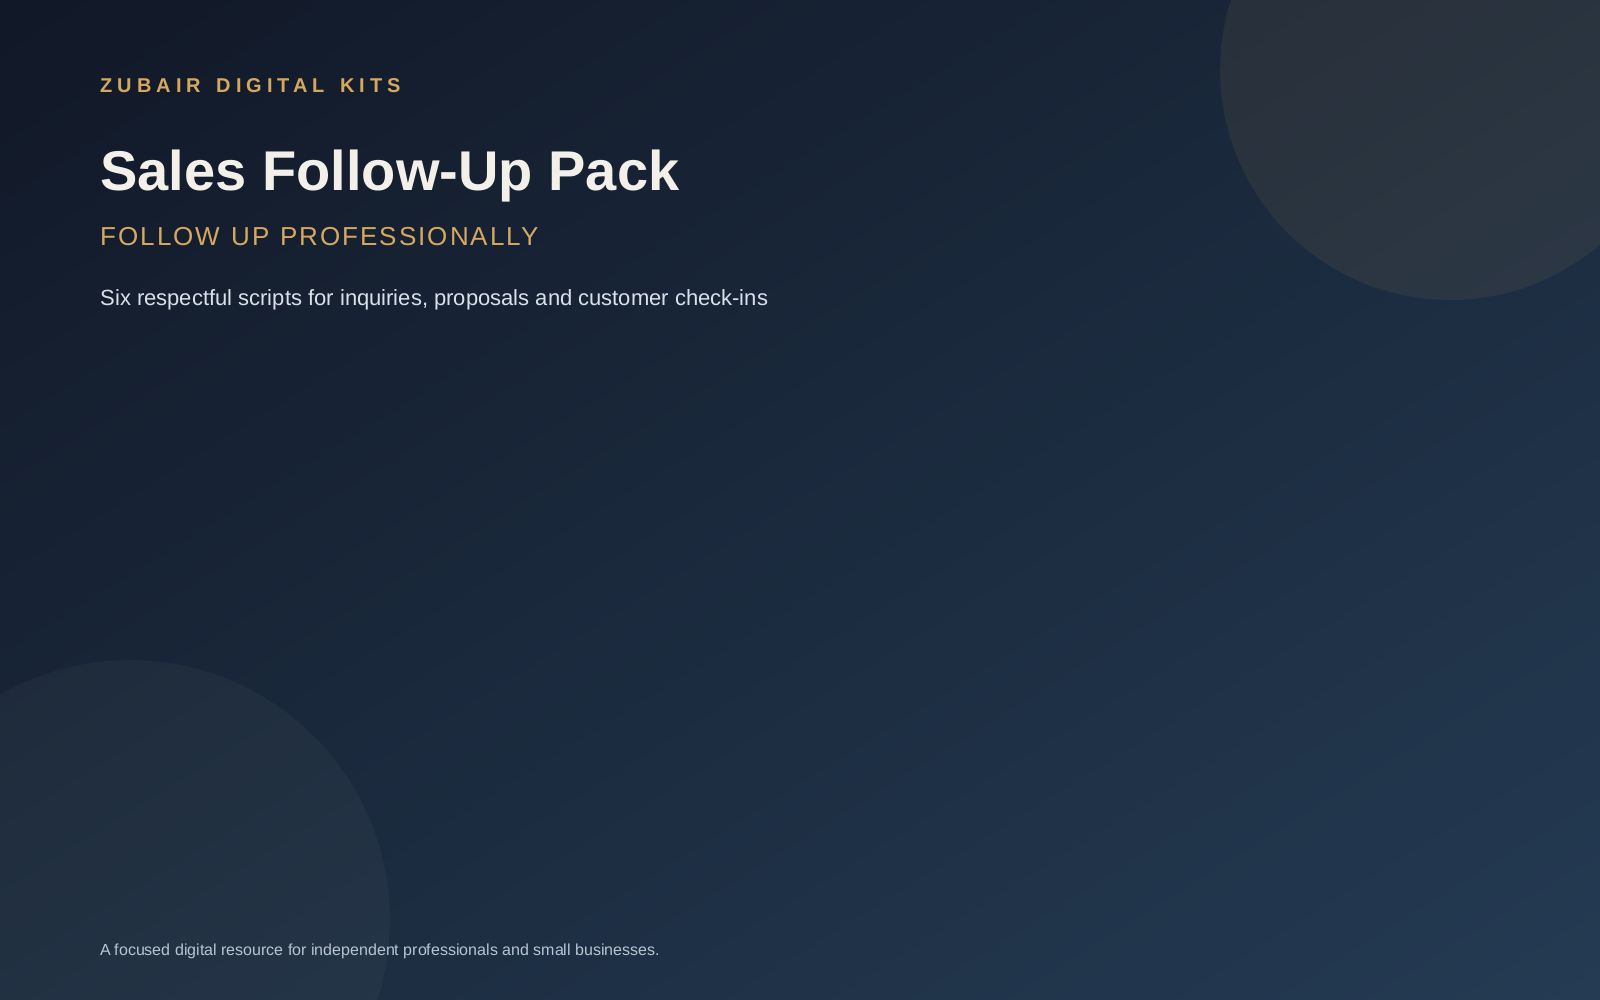 ZUBAIR DIGITAL KITS
Sales Follow-Up Pack
FOLLOW UP PROFESSIONALLY
Six respectful scripts for inquiries, proposals and customer check-ins
A focused digital resource for independent professionals and small businesses.